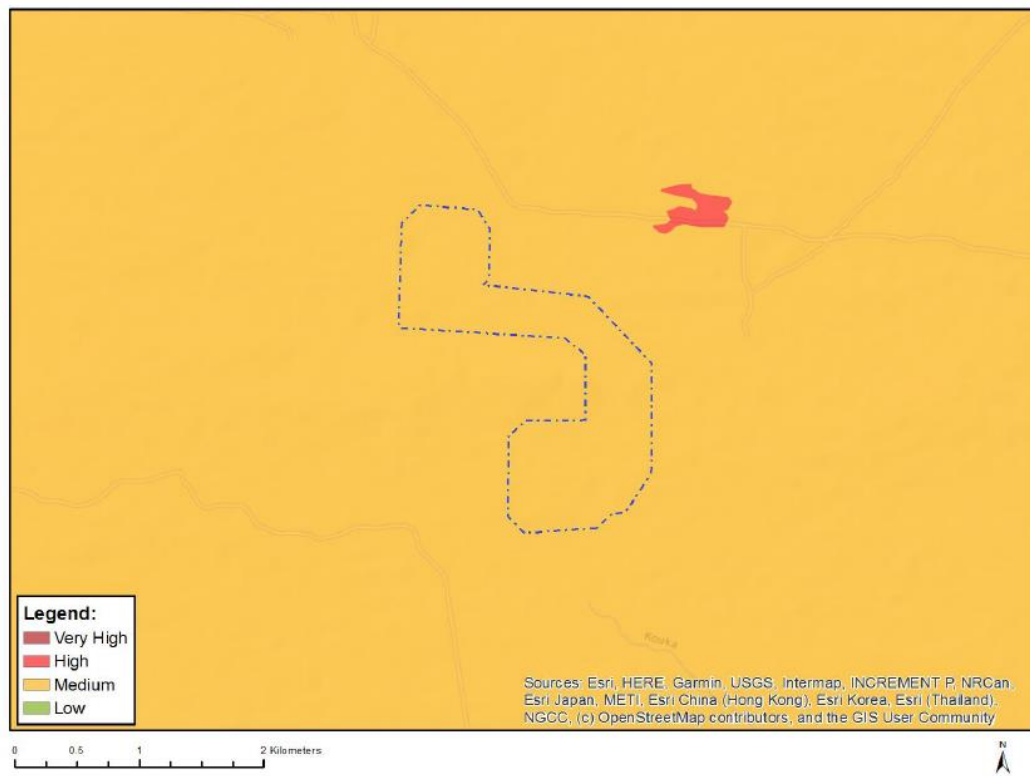 Legend:
Very High
High
Medium
Low
Kouka
Sources: Esri, HERE, Garmin, USGS, Intermap, INCREMENT P, NRCan,
Esri Japan, METI, Esri China (Hong Kong), Esri Korea, Esri (Thailand),
NGCC, (c) OpenStreetMap contributors, and the GIS User Community
0 0.5 1 2 Kilometers
N